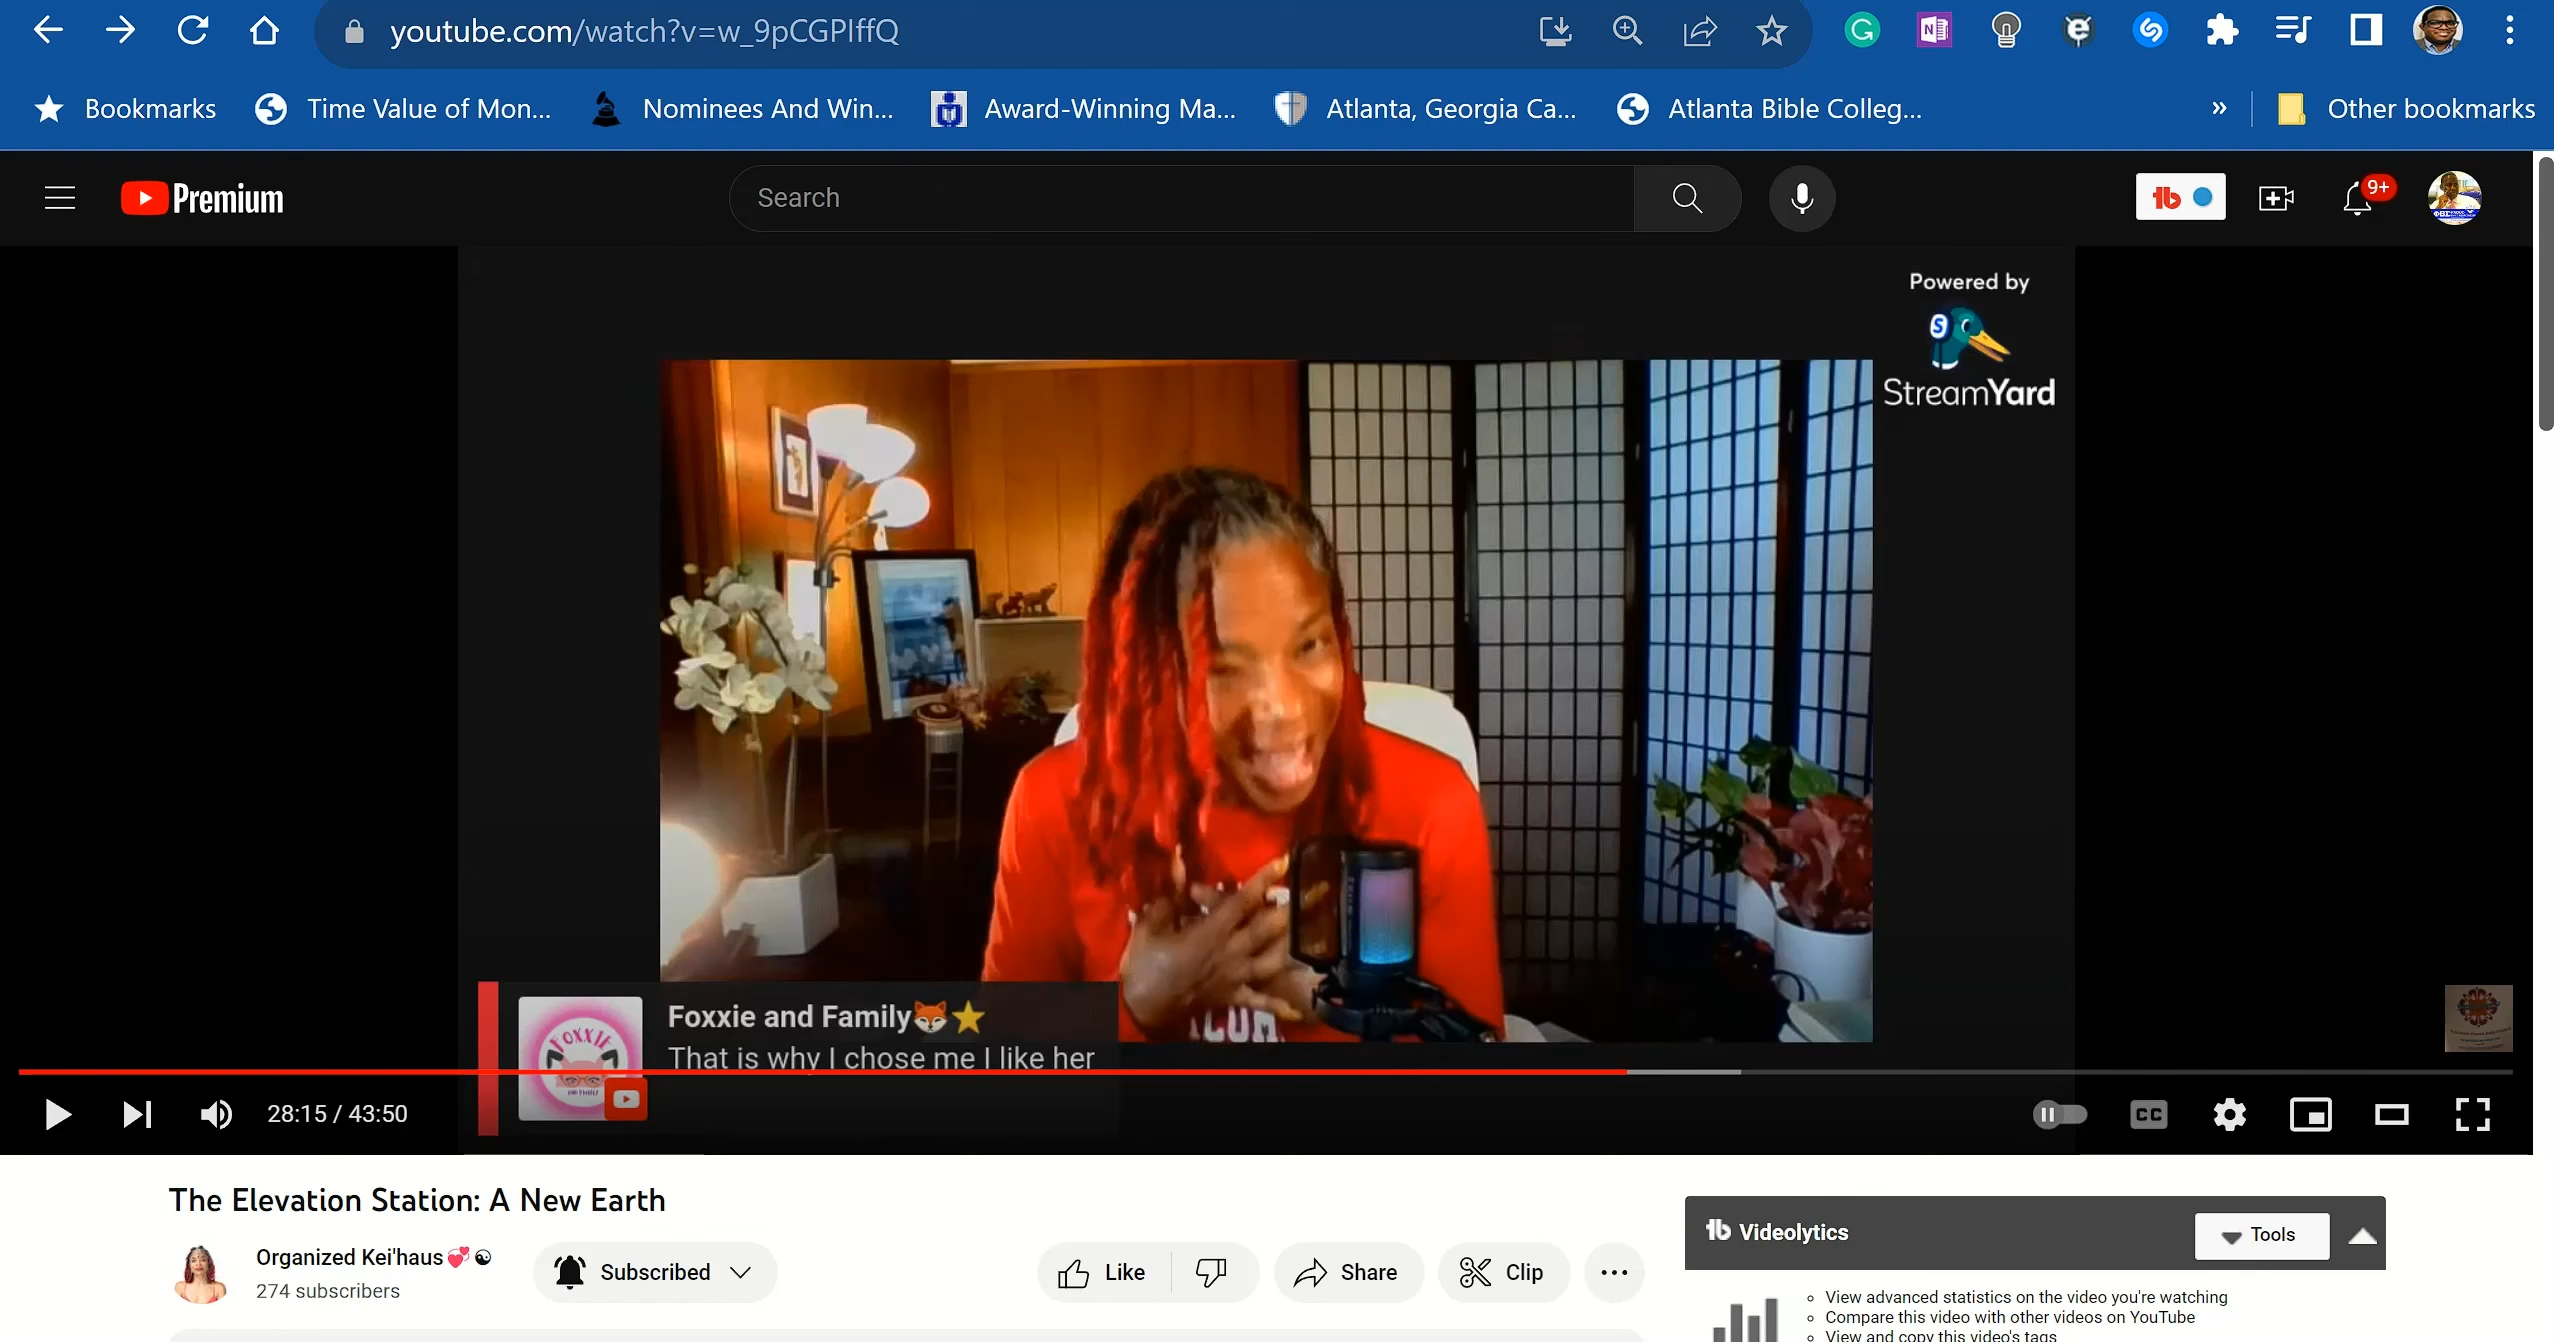 youtube.com/watch?v=w_9pCGPIffQ
Bookmarks
Time Value of Mon...
Nominees And Win...
Award-Winning Ma...
Atlanta, Georgia Ca...
Atlanta Bible Colleg...
»
Other bookmarks
Premium
Search
9+
Powered by
StreamYard
FOXXIE
Foxxie and Family🦊⭐
That is why I chose me I like her
28:15 / 43:50
CC
The Elevation Station: A New Earth
Organized Kei'haus💞☯
274 subscribers
Subscribed
Like
Share
Clip
...
tb Videolytics
Tools
View advanced statistics on the video you're watching
Compare this video with other videos on YouTube
View and copy this video's tags